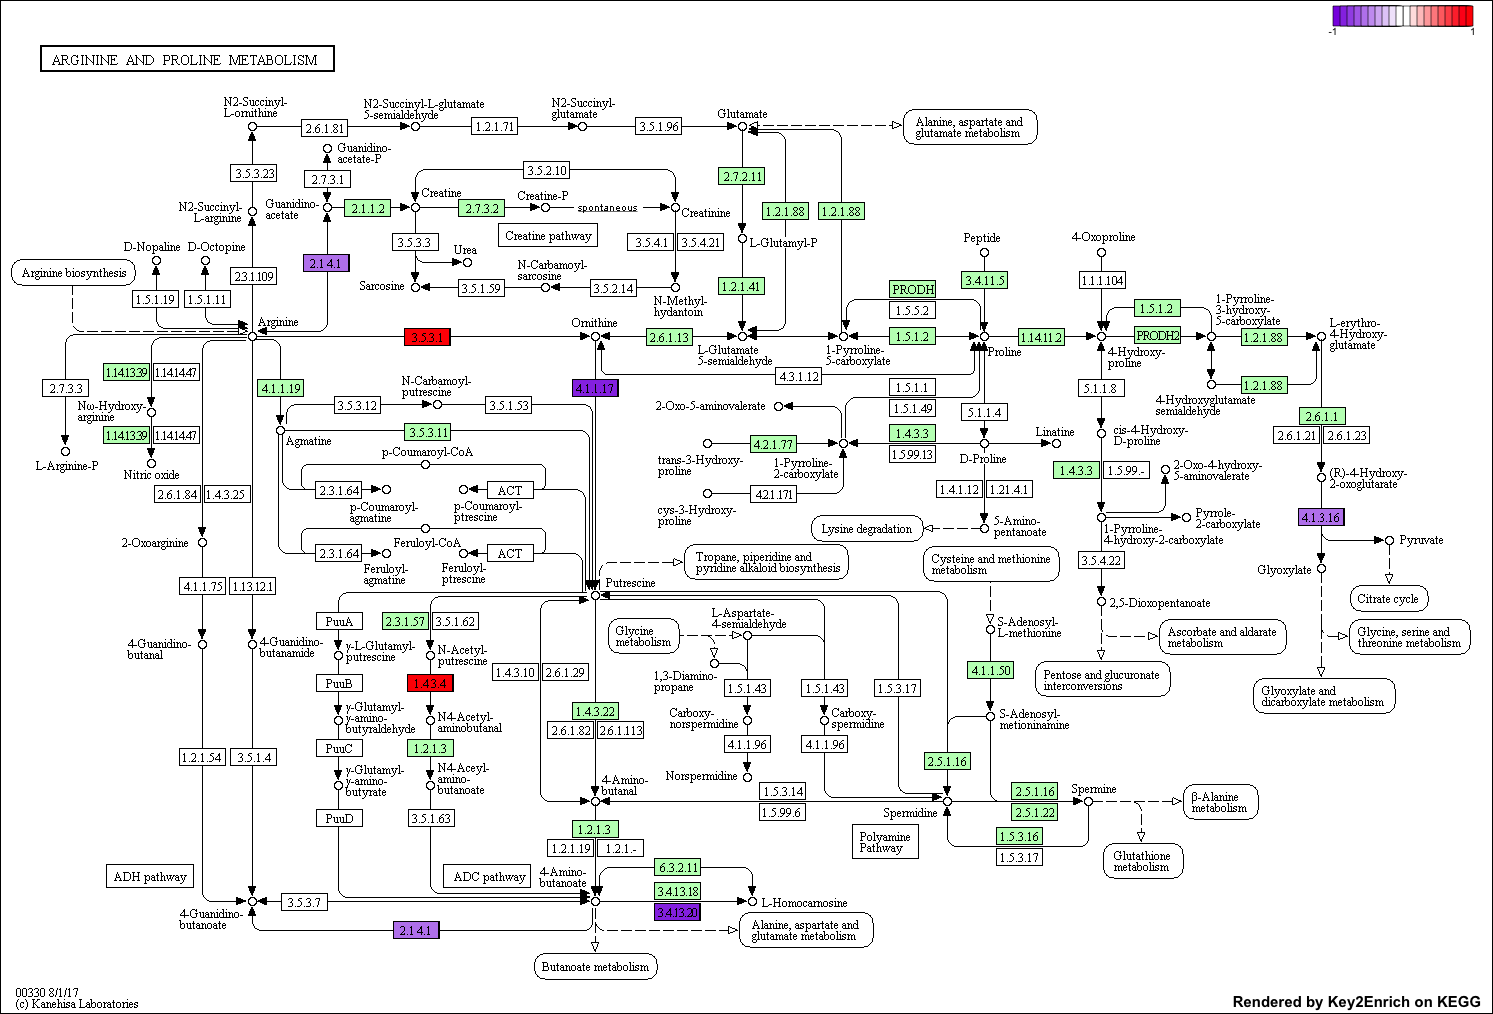 -1
1
ARGININE AND PROLINE METABOLISM
N2-Succinyl-
L-ornithine
2.6.1.81
N2-Succinyl-L-glutamate
5-semialdehyde
1.2.1.71
N2-Succinyl-
glutamate
3.5.1.96
Glutamate
Alanine, aspartate and
glutamate metabolism
Guanidino-
acetate-P
3.5.3.23
2.7.3.1
3.5.2.10
2.7.2.11
N2-Succinyl-
L-arginine
Guanidino-
acetate
2.1.1.2
Creatine
2.7.3.2
Creatine-P
spontaneous
Creatinine
1.2.1.88
1.2.1.88
Creatine pathway
3.5.3.3
Urea
3.5.4.1
3.5.4.21
L-Glutamyl-P
Peptide
4-Oxoproline
D-Nopaline
D-Octopine
Arginine biosynthesis
2.3.1.109
2.1.4.1
N-Carbamoyl-
sarcosine
Sarcosine
3.5.1.59
3.5.2.14
N-Methyl-
hydantoin
1.2.1.41
PRODH
1.5.5.2
3.4.11.5
1.1.1.104
1.5.1.19
1.5.1.11
1.5.1.2
1-Pyrroline-
3-hydroxy-
5-carboxylate
L-erythro-
4-Hydroxy-
glutamate
Arginine
3.5.3.1
Ornithine
2.6.1.13
L-Glutamate
5-semialdehyde
1-Pyrroline-
5-carboxylate
1.5.1.2
Proline
1.14.11.2
4-Hydroxy-
proline
PRODH2
1.2.1.88
1.2.1.88
4-Hydroxyglutamate
semialdehyde
2.7.3.3
1.14.13.39
1.14.14.47
4.1.1.19
4.1.1.17
4.3.1.12
1.5.1.1
1.5.1.49
5.1.1.8
N-Carbamoyl-
putrescine
3.5.3.12
3.5.1.53
2-Oxo-5-aminovalerate
5.1.1.4
2.6.1.1
2.6.1.21
2.6.1.23
Nω-Hydroxy-
arginine
1.14.13.39
1.14.14.47
Agmatine
3.5.3.11
4.2.1.77
1.4.3.3
1.5.99.13
Linatine
cis-4-Hydroxy-
D-proline
L-Arginine-P
Nitric oxide
p-Coumaroyl-CoA
trans-3-Hydroxy-
proline
1-Pyrroline-
2-carboxylate
D-Proline
1.4.3.3
1.5.99.-
2-Oxo-4-hydroxy-
5-aminovalerate
(R)-4-Hydroxy-
2-oxoglutarate
2.6.1.84
1.4.3.25
2.3.1.64
ACT
4.2.1.171
1.4.1.12
1.21.4.1
p-Coumaroyl-
agmatine
p-Coumaroyl-
ptrescine
cys-3-Hydroxy-
proline
Lysine degradation
5-Amino-
pentanoate
Pyrrole-
2-carboxylate
4.1.3.16
1-Pyrroline-
4-hydroxy-2-carboxylate
2-Oxoarginine
Feruloyl-CoA
2.3.1.64
ACT
Feruloyl-
agmatine
Feruloyl-
ptrescine
Tropane, piperidine and
pyridine alkaloid biosynthesis
Cysteine and methionine
metabolism
3.5.4.22
Pyruvate
Glyoxylate
4.1.1.75
1.13.12.1
Putrescine
Citrate cycle
2,5-Dioxopentanoate
PuuA
2.3.1.57
3.5.1.62
Glycine
metabolism
L-Aspartate-
4-semialdehyde
S-Adenosyl-
L-methionine
Ascorbate and aldarate
metabolism
Glycine, serine and
threonine metabolism
4-Guanidino-
butanal
4-Guanidino-
butanamide
γ-L-Glutamyl-
putrescine
N-Acetyl-
putrescine
1.4.3.10
2.6.1.29
1,3-Diamino-
propane
4.1.1.50
Pentose and glucuronate
interconversions
Glyoxylate and
dicarboxylate metabolism
PuuB
1.4.3.4
1.5.1.43
1.5.1.43
1.5.3.17
γ-Glutamyl-
γ-amino-
butyraldehyde
N4-Acetyl-
aminobutanal
1.4.3.22
2.6.1.82
2.6.1.113
Carboxy-
norspermidine
Carboxy-
spermidine
S-Adenosyl-
metioninamine
1.2.1.54
3.5.1.4
PuuC
1.2.1.3
4.1.1.96
4.1.1.96
2.5.1.16
γ-Glutamyl-
γ-amino-
butyrate
N4-Aceyl-
amino-
butanoate
4-Amino-
butanal
Norspermidine
1.5.3.14
1.5.99.6
Spermidine
2.5.1.16
2.5.1.22
Spermine
β-Alanine
metabolism
PuuD
3.5.1.63
1.2.1.3
1.2.1.19
1.2.1.-
Polyamine
Pathway
1.5.3.16
1.5.3.17
Glutathione
metabolism
ADH pathway
ADC pathway
4-Amino-
butanoate
6.3.2.11
3.4.13.18
3.4.13.20
L-Homocarnosine
4-Guanidino-
butanoate
3.5.3.7
2.1.4.1
Alanine, aspartate and
glutamate metabolism
Butanoate metabolism
00330 8/1/17
(c) Kanehisa Laboratories
Rendered by Key2Enrich on KEGG